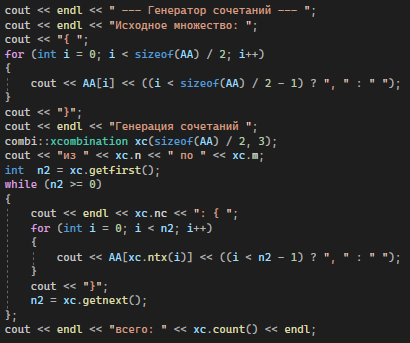 cout << endl << " --- Генератор сочетаний --- ";
cout << endl << "Исходное множество: ";
cout << "{ ";
for (int i = 0; i < sizeof(AA) / 2; i++)
{
    cout << AA[i] << ((i < sizeof(AA) / 2 - 1) ? ", " : " ");
}
cout << "}";
cout << endl << "Генерация сочетаний ";
combi::xcombination xc(sizeof(AA) / 2, 3);
cout << "из " << xc.n << " по " << xc.m;
int  n2 = xc.getfirst();
while (n2 >= 0)
{
    cout << endl << xc.nc << ": { ";
    for (int i = 0; i < n2; i++)
    {
        cout << AA[xc.ntx(i)] << ((i < n2 - 1) ? ", " : " ");
    }
    cout << "}";
    n2 = xc.getnext();
};
cout << endl << "всего: " << xc.count() << endl;